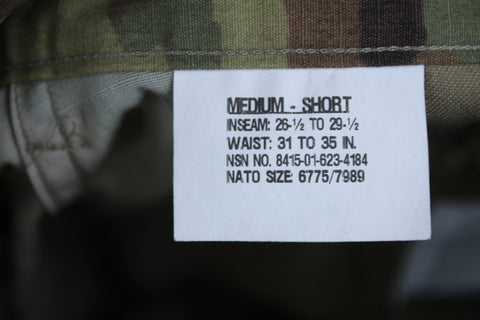 MEDIUM - SHORT
INSEAM: 26-½ TO 29-½
WAIST: 31 TO 35 IN.
NSN NO. 8415-01-623-4184
NATO SIZE: 6775/7989